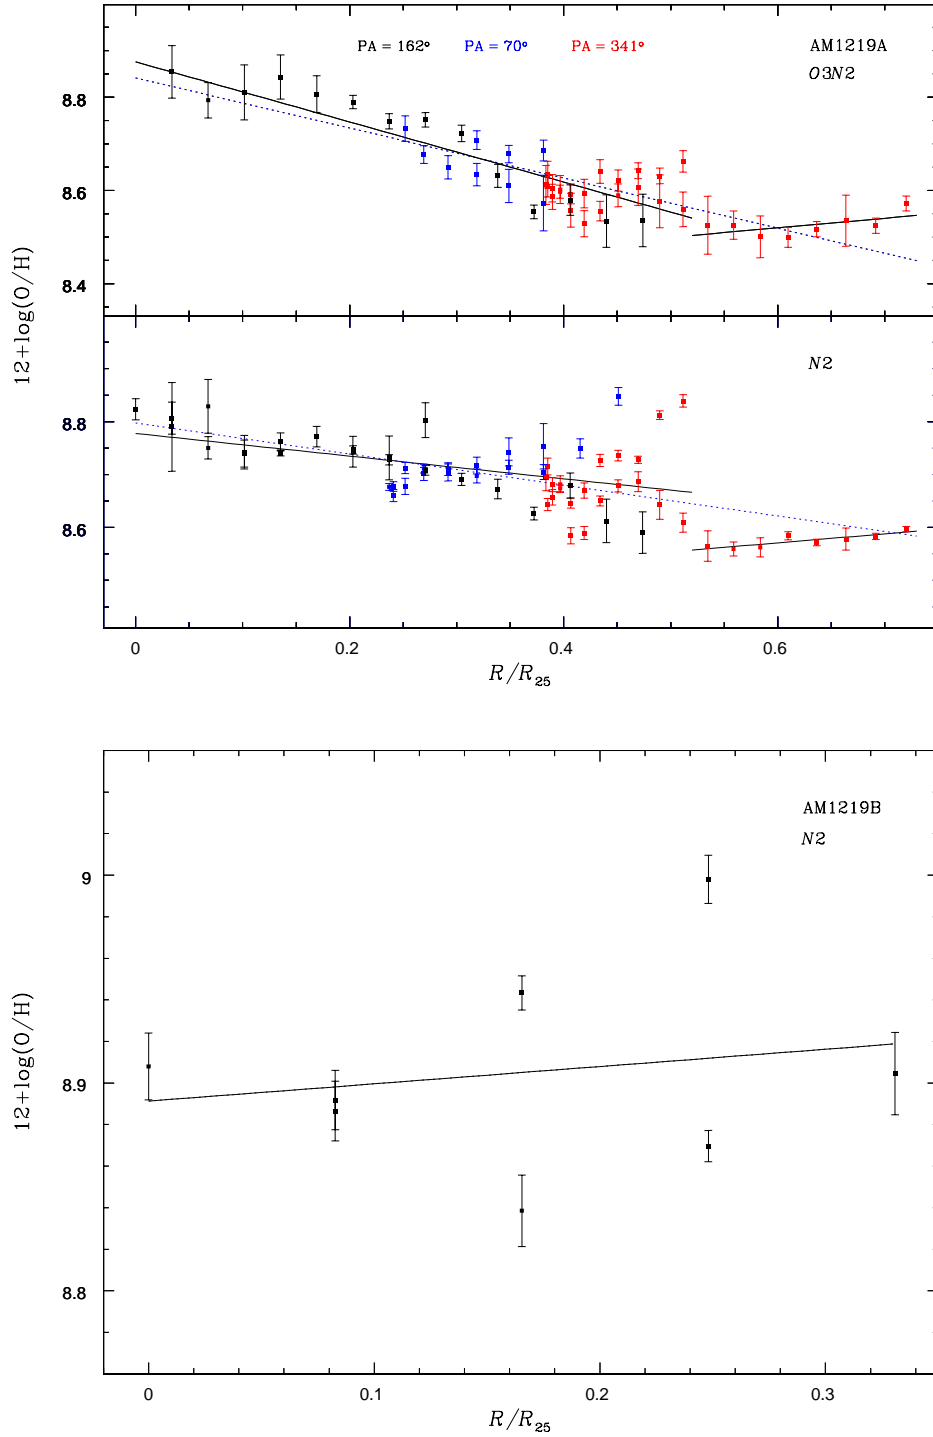 PA = 162° PA = 70° PA = 341° AM1219A
O3N2
8.8
8.6
8.4
12+log(O/H)
N2
8.8
8.6
0 0.2 0.4 0.6
R/R25
AM1219B
N2
9
8.9
8.8
12+log(O/H)
0 0.1 0.2 0.3
R/R25